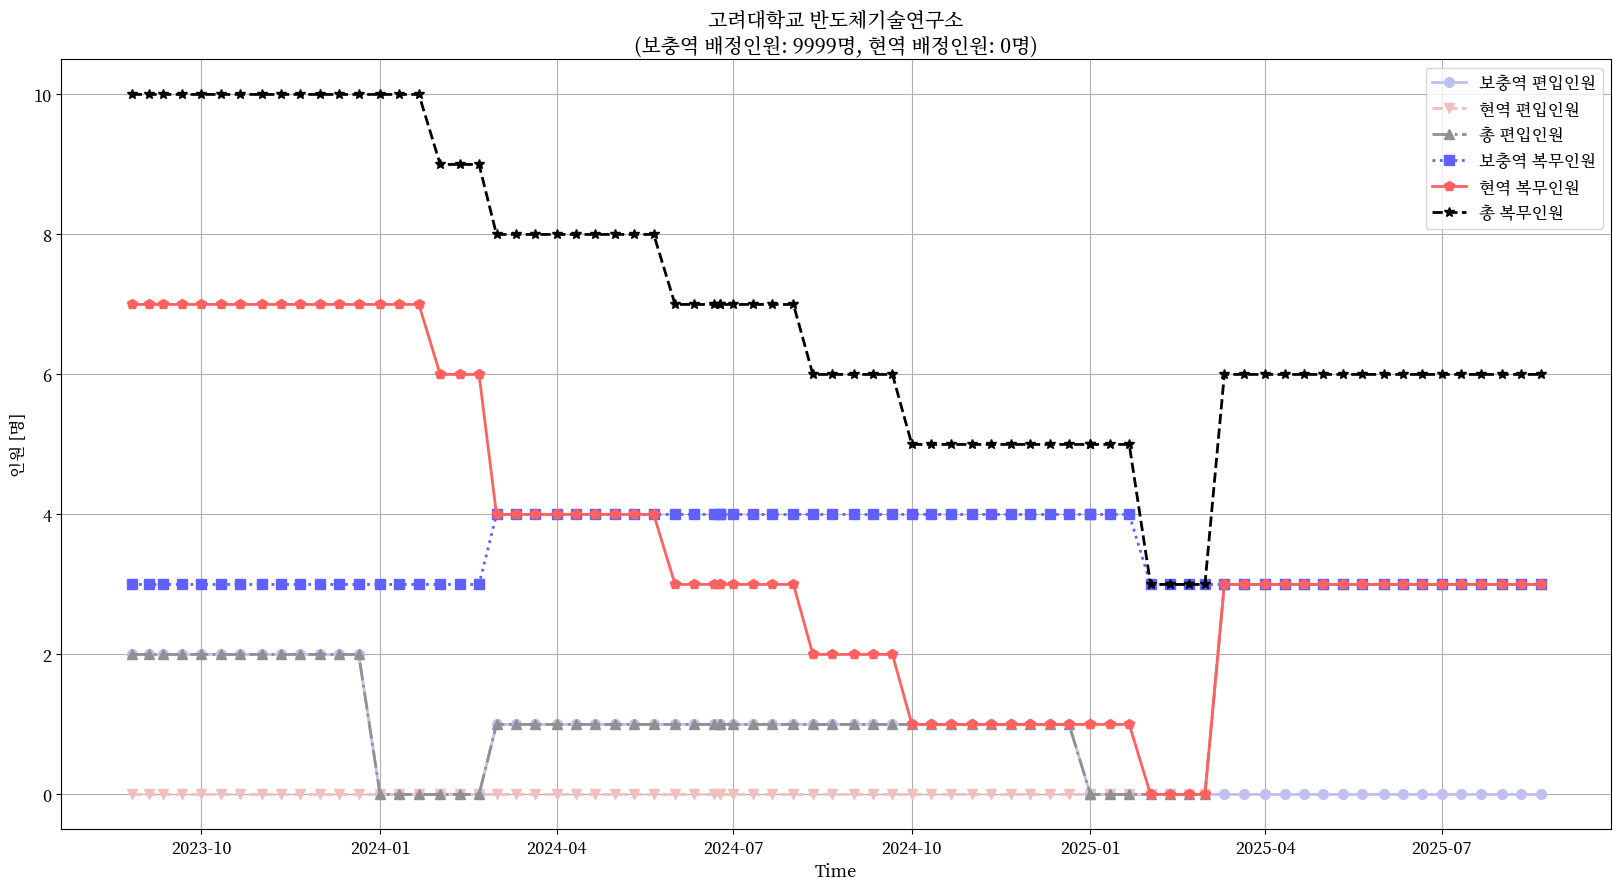 고려대학교 반도체기술연구소
(보충역 배정인원: 9999명, 현역 배정인원: 0명)
보충역 편입인원
현역 편입인원
총 편입인원
보충역 복무인원
현역 복무인원
총 복무인원
인원 [명]
10
8
6
4
2
0
2023-10
2024-01
2024-04
2024-07
2024-10
2025-01
2025-04
2025-07
Time